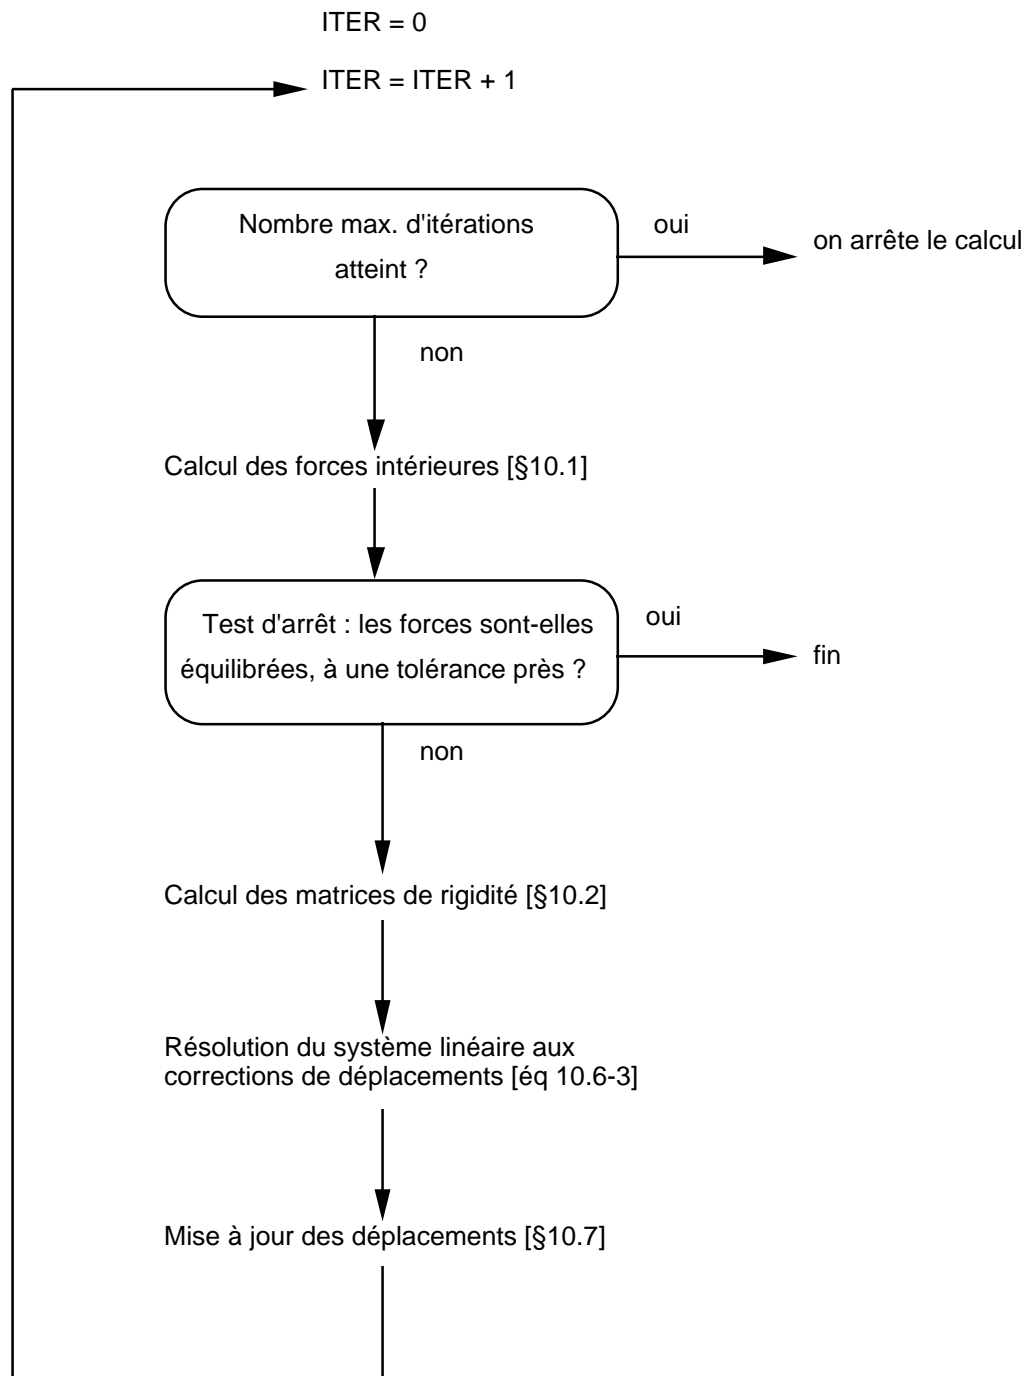 ITER = 0
ITER = ITER + 1
Nombre max. d'itérations
atteint ?
oui
on arrête le calcul
non
Calcul des forces intérieures [§10.1]
Test d'arrêt : les forces sont-elles
équilibrées, à une tolérance près ?
oui
fin
non
Calcul des matrices de rigidité [§10.2]
Résolution du système linéaire aux
corrections de déplacements [éq 10.6-3]
Mise à jour des déplacements [§10.7]